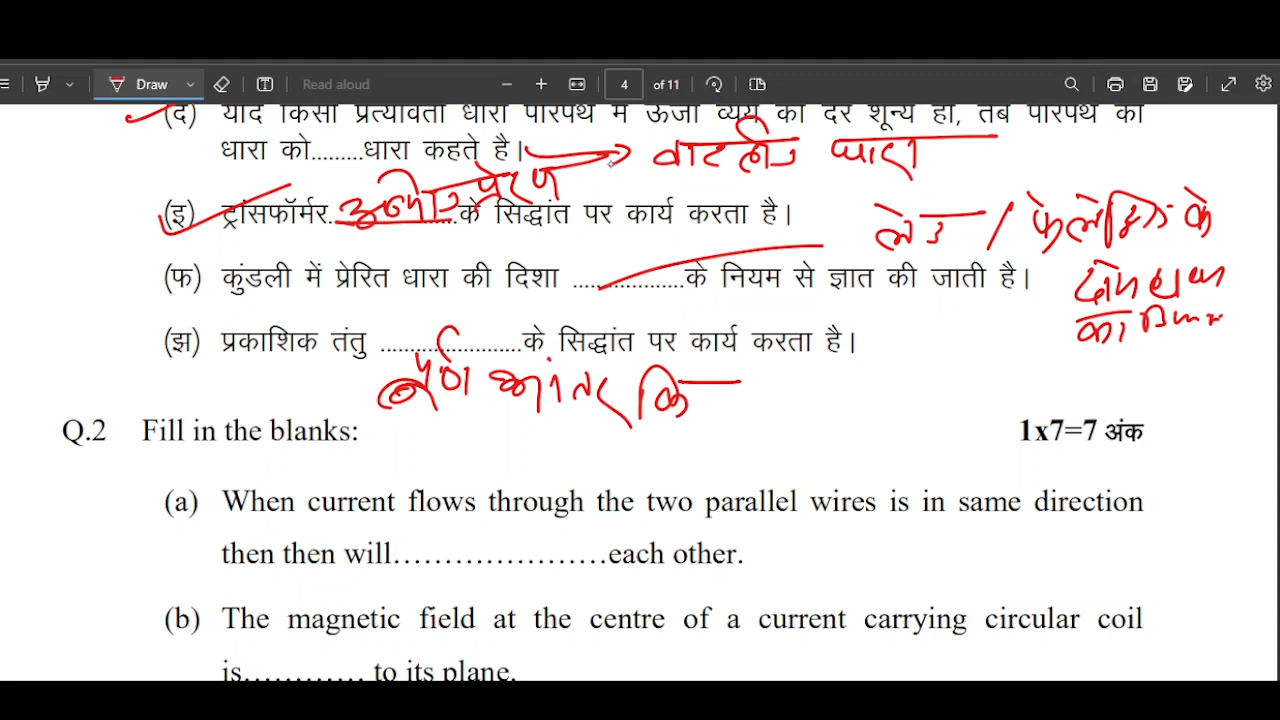 Draw
Read aloud
4 of 11
(द) यदि किसी प्रत्यावर्ती धारा परिपथ में ऊर्जा व्यय की दर शून्य हो, तब परिपथ की
धारा को.........धारा कहते है। वाटहीन धारा
(इ) ट्रांसफॉर्मर.....................के सिद्धांत पर कार्य करता है।
प्रेरण
(फ) कुंडली में प्रेरित धारा की दिशा ...................के नियम से ज्ञात की जाती है।
के
का नियम
(झ) प्रकाशिक तंतु ........................के सिद्धांत पर कार्य करता है।
पूर्ण आंतरिक
Q.2 Fill in the blanks: 1x7=7 अंक
(a) When current flows through the two parallel wires is in same direction
then then will.....................each other.
(b) The magnetic field at the centre of a current carrying circular coil
is............ to its plane.